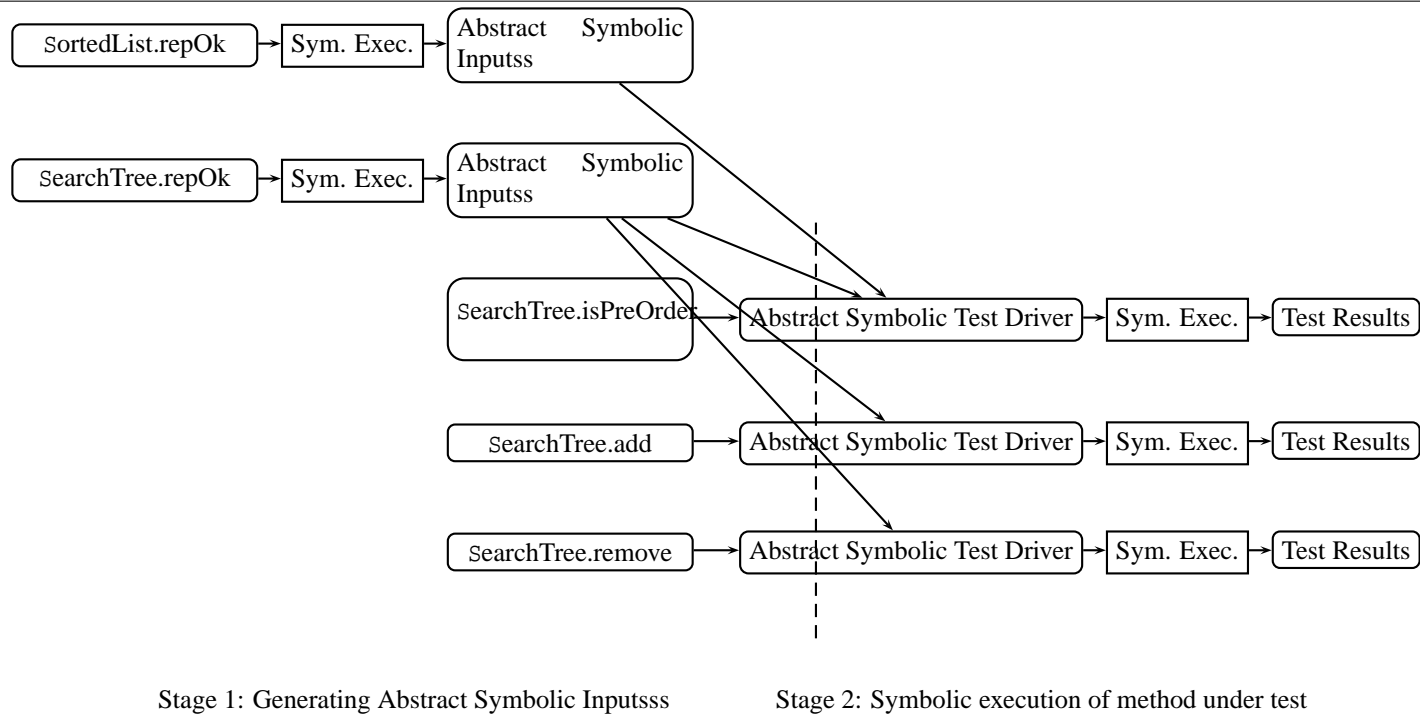 SortedList.repOk
Sym. Exec.
Abstract Symbolic
Inputss
SearchTree.repOk
Sym. Exec.
Abstract Symbolic
Inputss
SearchTree.isPreOrder
Abstract Symbolic Test Driver
Sym. Exec.
Test Results
SearchTree.add
Abstract Symbolic Test Driver
Sym. Exec.
Test Results
SearchTree.remove
Abstract Symbolic Test Driver
Sym. Exec.
Test Results
Stage 1: Generating Abstract Symbolic Inputsss
Stage 2: Symbolic execution of method under test